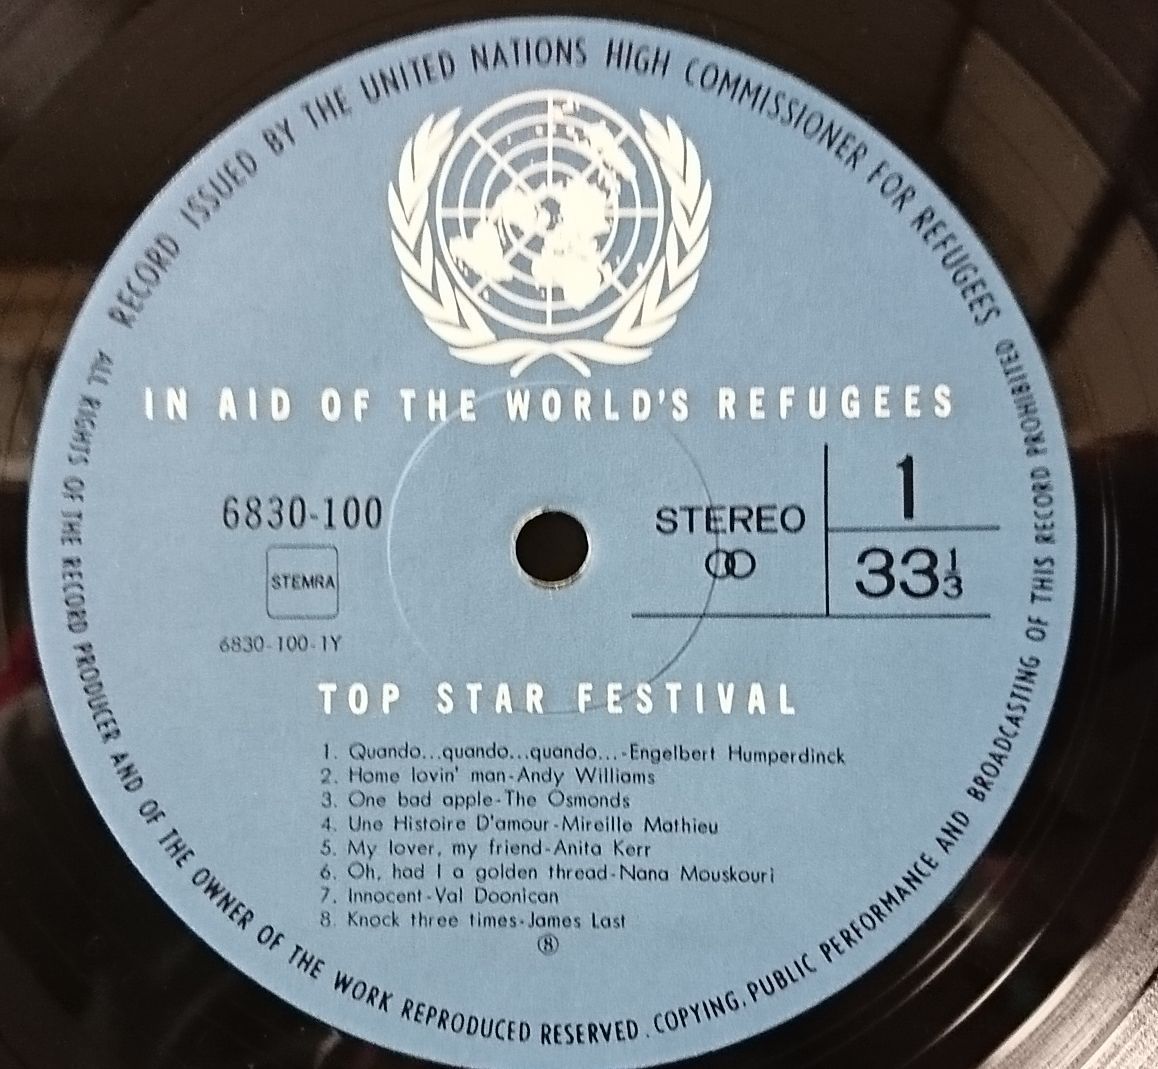 RECORD ISSUED BY THE UNITED NATIONS HIGH COMMISSIONER FOR REFUGEES
IN AID OF THE WORLD'S REFUGEES
6830-100
STEMRA
6830-100-1Y
STEREO
1
33⅓
TOP STAR FESTIVAL
1. Quando...quando...quando...-Engelbert Humperdinck
2. Home lovin' man-Andy Williams
3. One bad apple-The Osmonds
4. Une Histoire D'amour-Mireille Mathieu
5. My lover, my friend-Anita Kerr
6. Oh, had I a golden thread-Nana Mouskouri
7. Innocent-Val Doonican
8. Knock three times-James Last
⑧
ALL RIGHTS OF THE RECORD PRODUCER AND OF THE OWNER OF THE WORK REPRODUCED RESERVED. COPYING, PUBLIC PERFORMANCE AND BROADCASTING OF THIS RECORD PROHIBITED